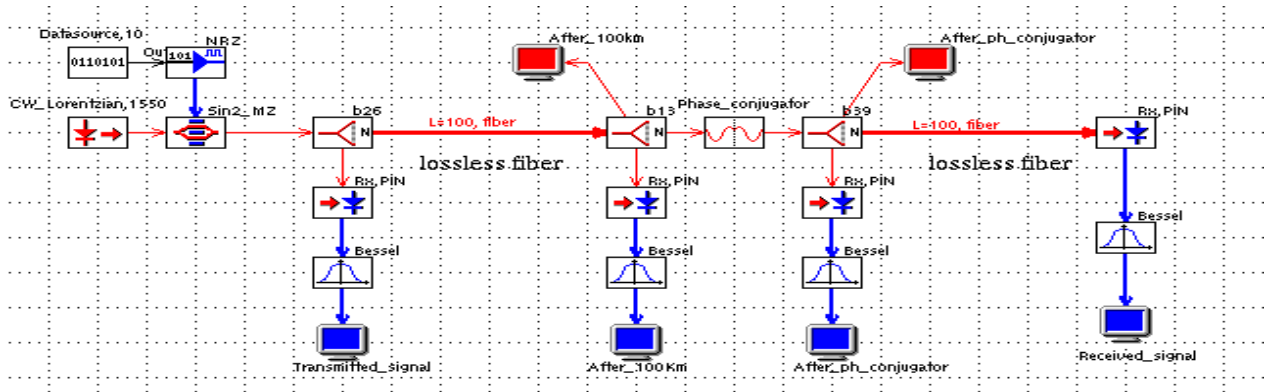 Datasource,10
NRZ
Out
0110101
101
After_100km
After_ph_conjugator
CW_Lorentzian,1550
Sin2_MZ
b26
b13
Phase_conjugator
b39
Rx,PIN
N
L=100, fiber
N
N
L=100, fiber
lossless fiber
lossless fiber
Rx,PIN
Rx,PIN
Rx,PIN
Bessel
Bessel
Bessel
Bessel
Transmitted_signal
After_100Km
After_ph_conjugator
Received_signal